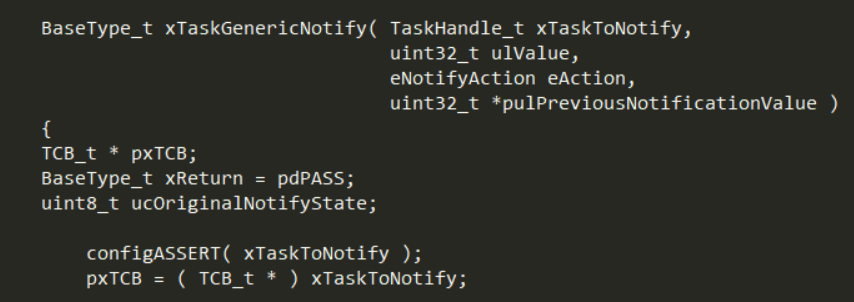 BaseType_t xTaskGenericNotify( TaskHandle_t xTaskToNotify,
uint32_t ulValue,
eNotifyAction eAction,
uint32_t *pulPreviousNotificationValue )
{
TCB_t * pxTCB;
BaseType_t xReturn = pdPASS;
uint8_t ucOriginalNotifyState;
configASSERT( xTaskToNotify );
pxTCB = ( TCB_t * ) xTaskToNotify;